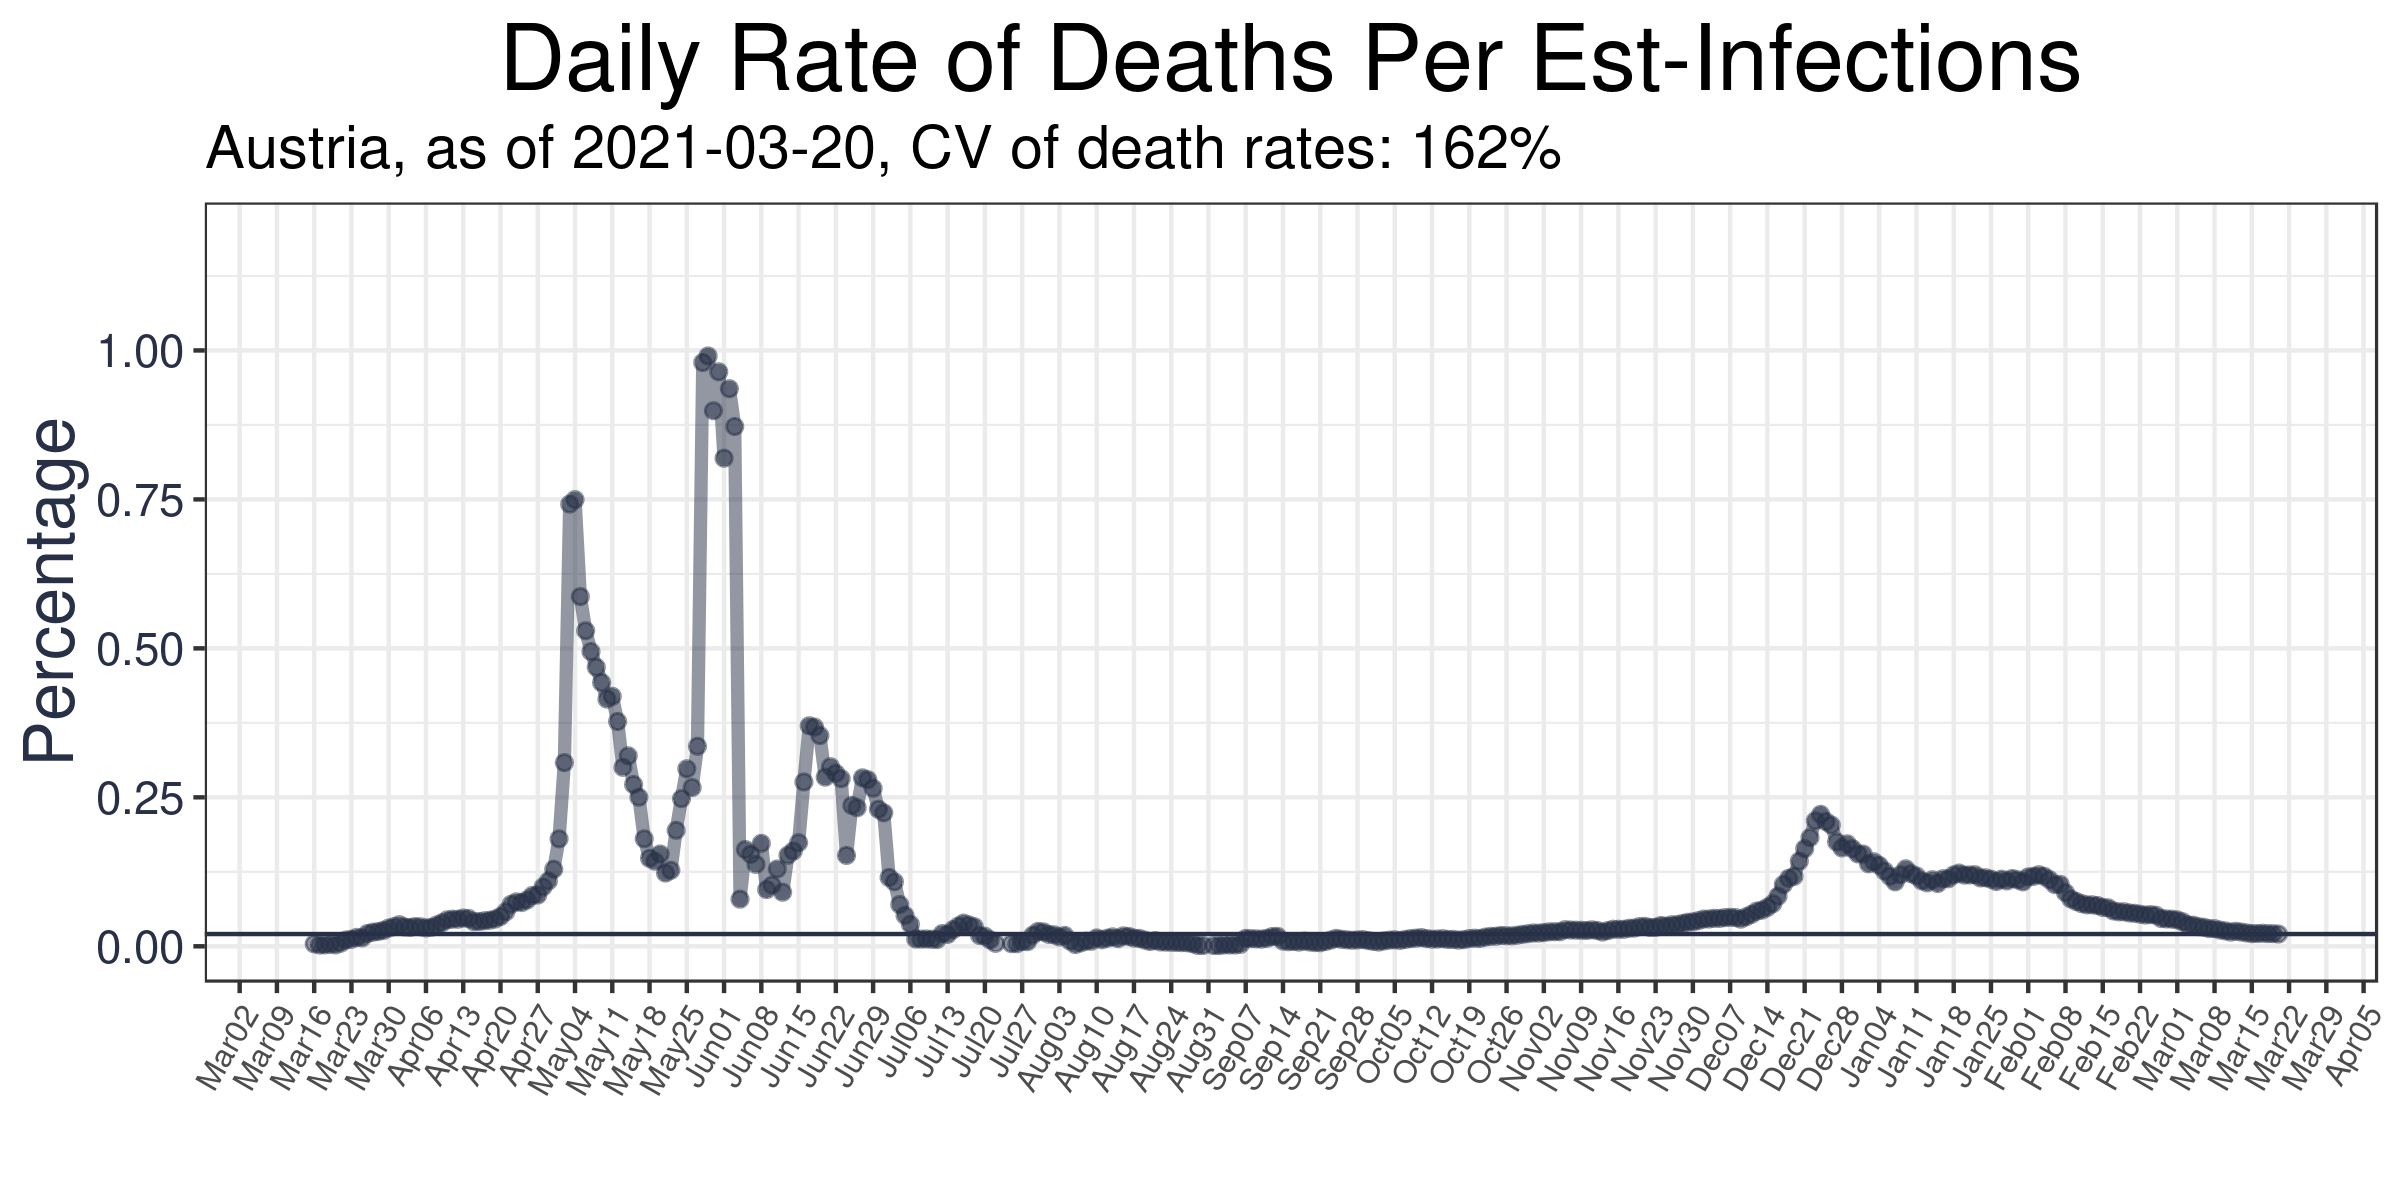 Daily Rate of Deaths Per Est-Infections
Austria, as of 2021-03-20, CV of death rates: 162%
Percentage
1.00
0.75
0.50
0.25
0.00
Mar02
Mar09
Mar16
Mar23
Mar30
Apr06
Apr13
Apr20
Apr27
May04
May11
May18
May25
Jun01
Jun08
Jun15
Jun22
Jun29
Jul06
Jul13
Jul20
Jul27
Aug03
Aug10
Aug17
Aug24
Aug31
Sep07
Sep14
Sep21
Sep28
Oct05
Oct12
Oct19
Oct26
Nov02
Nov09
Nov16
Nov23
Nov30
Dec07
Dec14
Dec21
Dec28
Dec04
Jan11
Jan18
Jan25
Feb01
Feb08
Feb15
Feb22
Mar01
Mar08
Mar15
Mar22
Mar29
Apr05